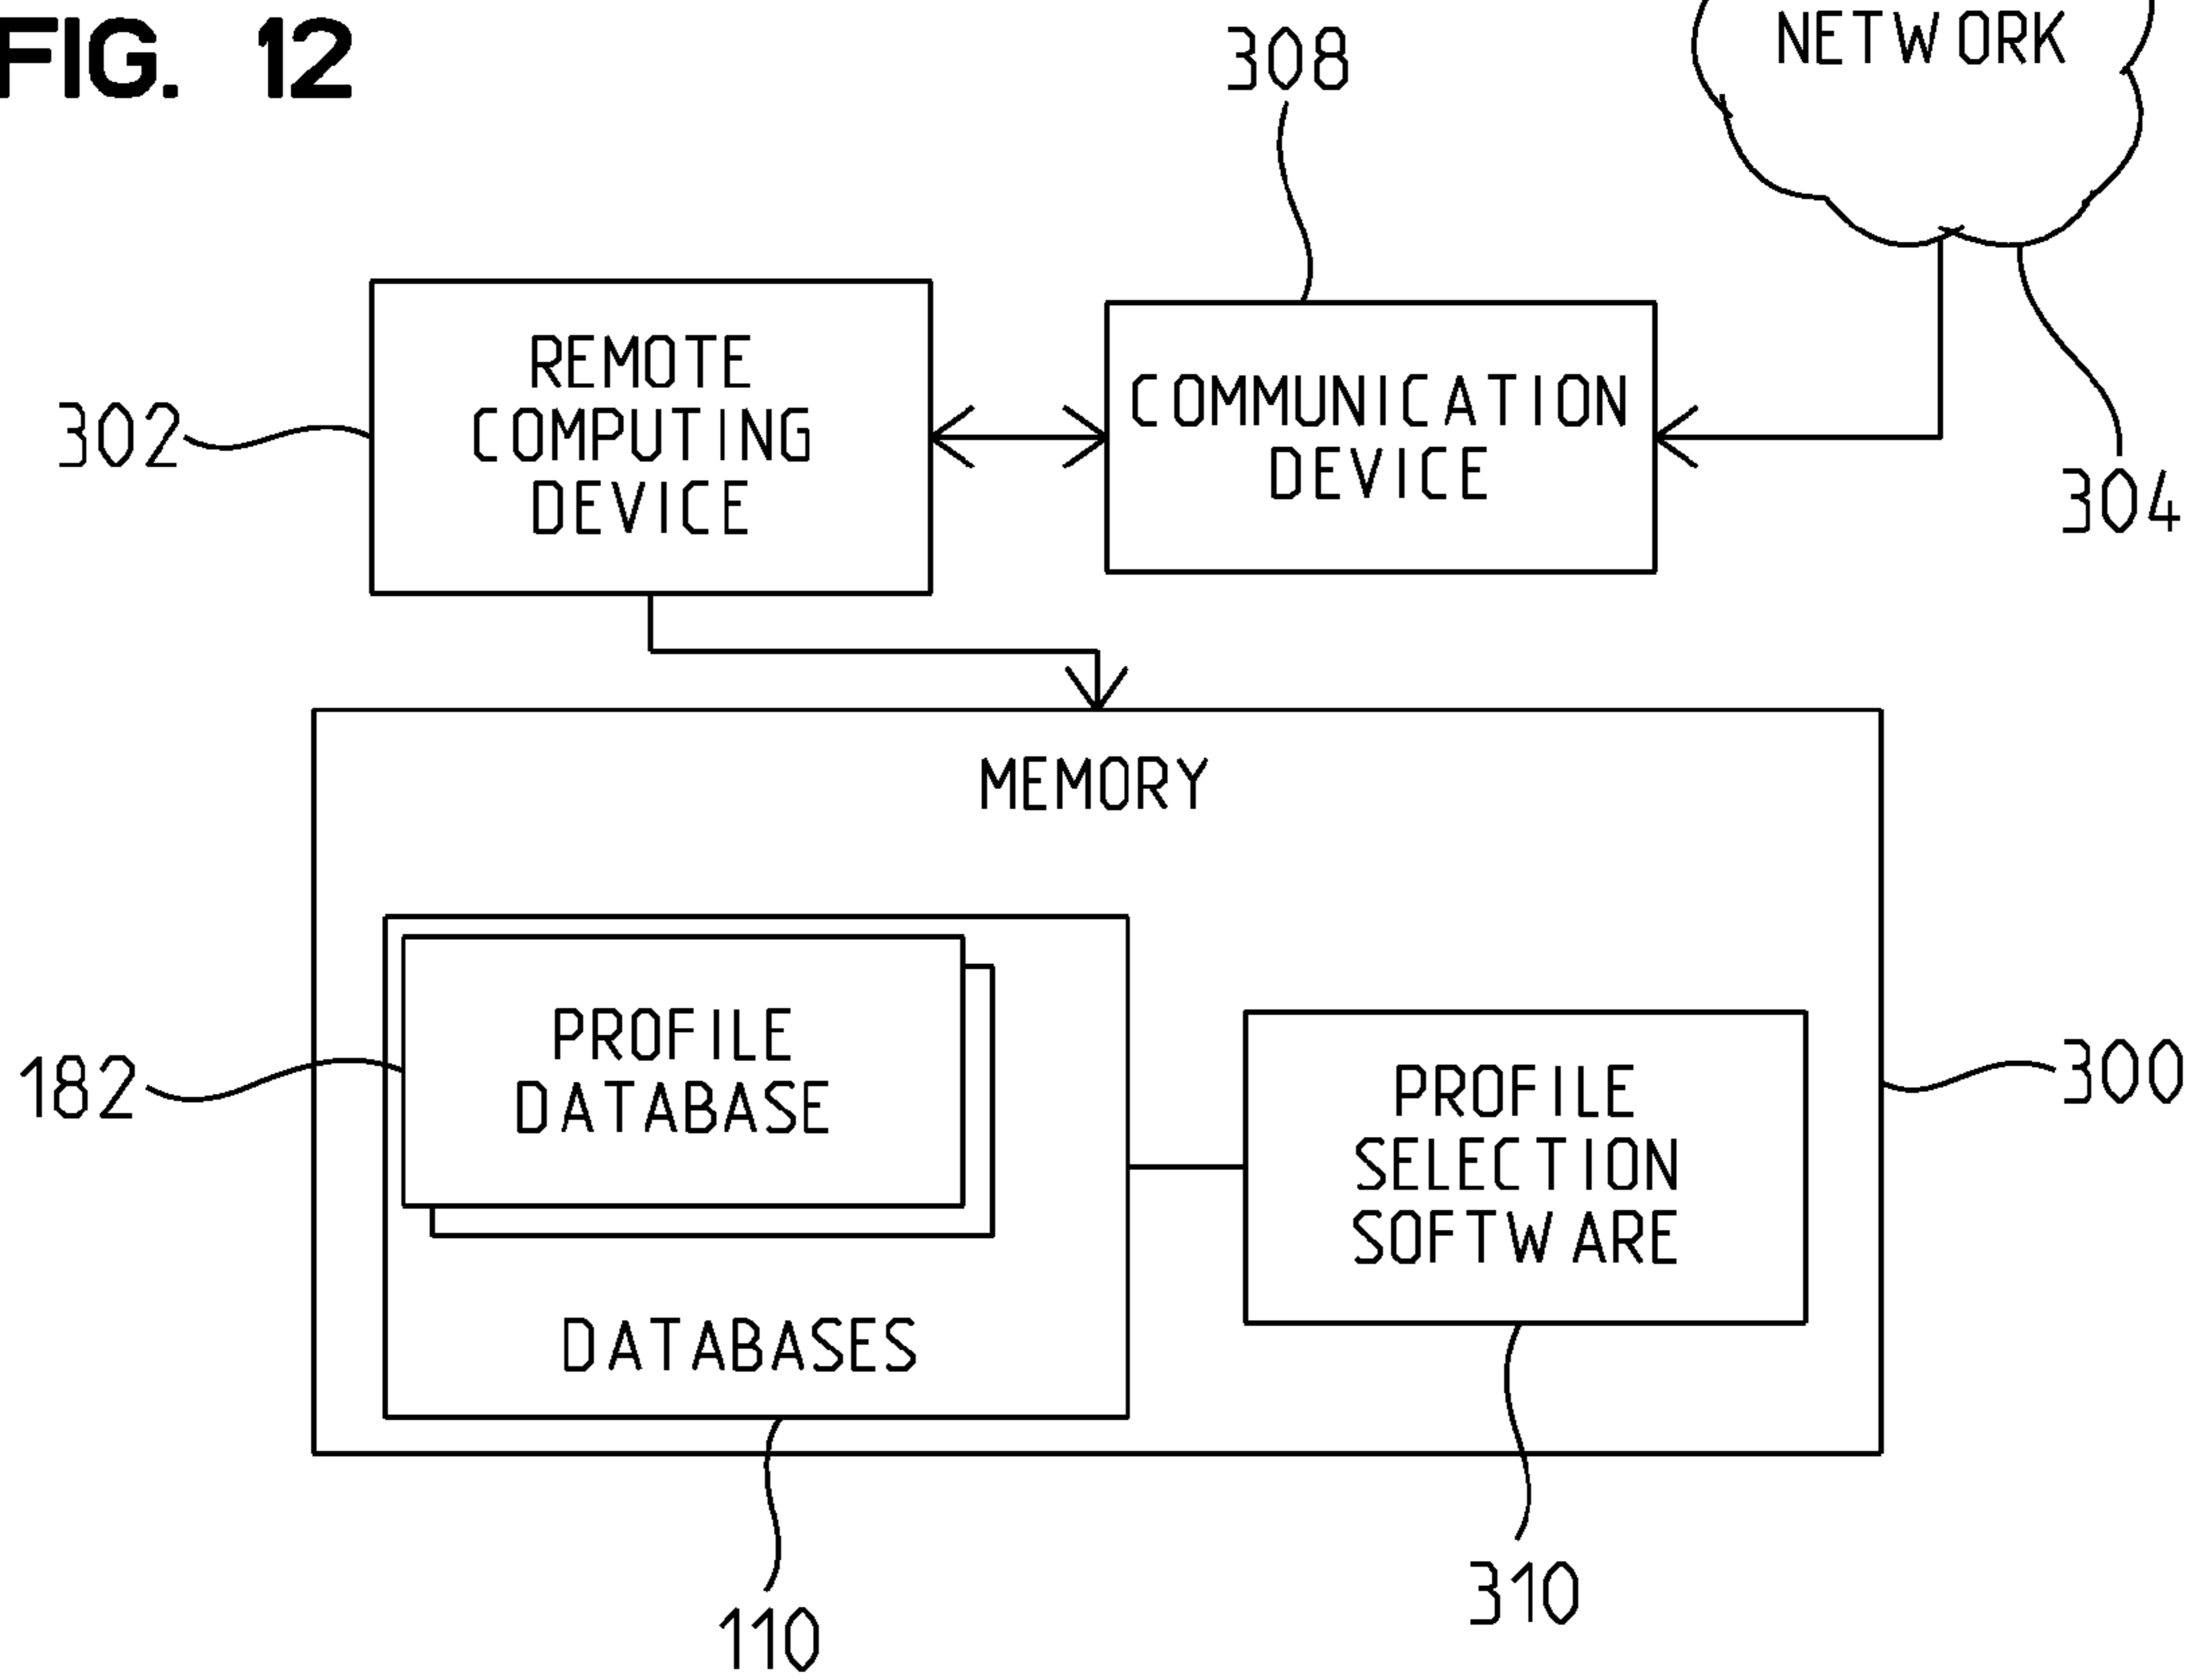 FIG. 12
NETWORK
308
REMOTE
COMPUTING
DEVICE
COMMUNICATION
DEVICE
302
304
MEMORY
PROFILE
DATABASE
182
PROFILE
SELECTION
SOFTWARE
300
DATABASES
310
110